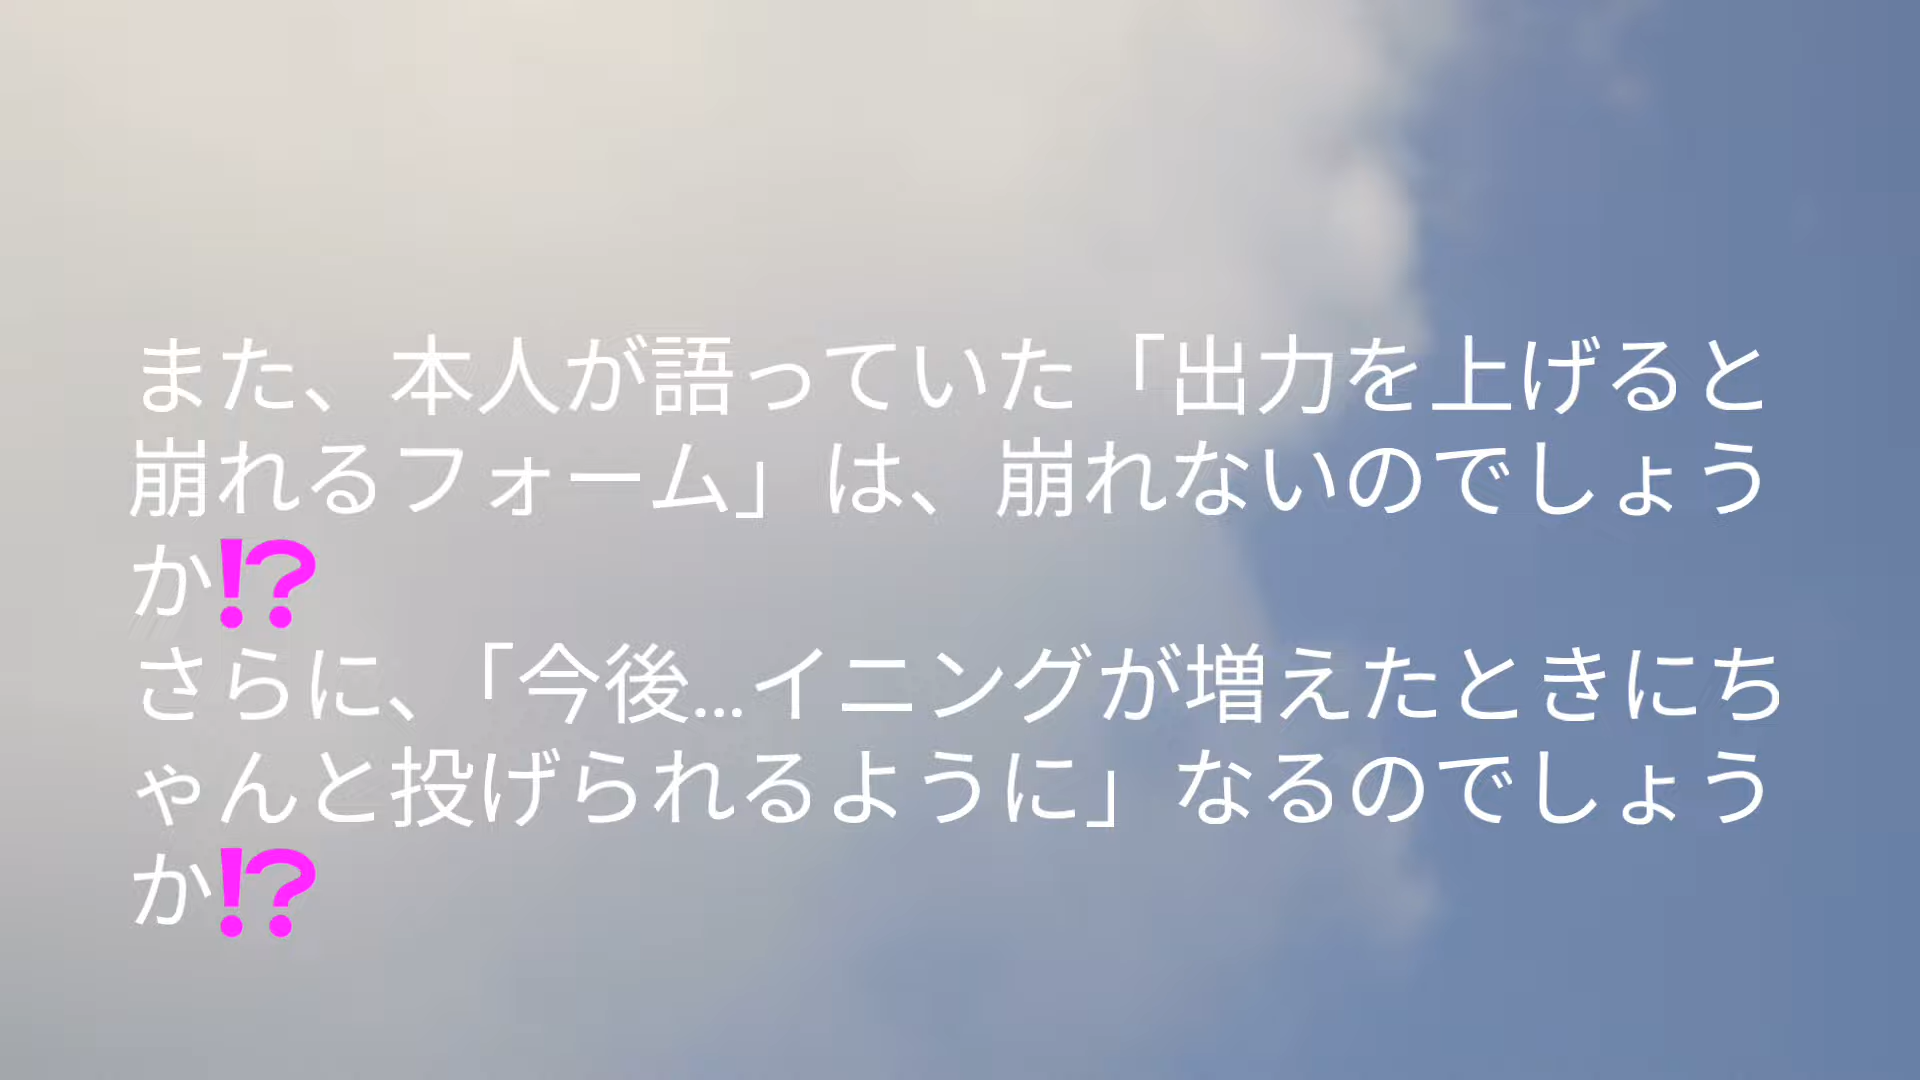 また、本人が語っていた「出力を上げると
崩れるフォーム」は、崩れないのでしょう
か⁉
さらに、「今後...イニングが増えたときにち
ゃんと投げられるように」なるのでしょう
か⁉